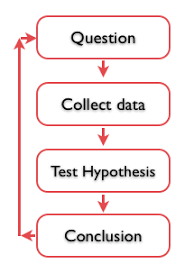 Question
Collect data
Test Hypothesis
Conclusion